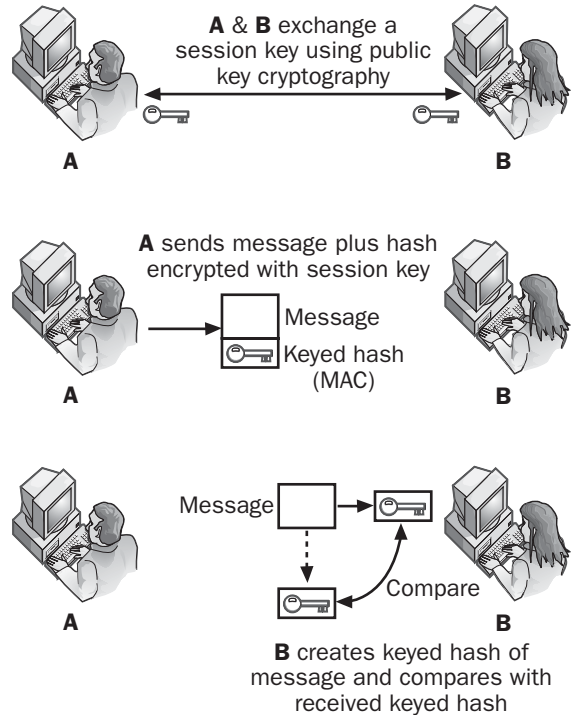 A & B exchange a
session key using public
key cryptography
A
B
A sends message plus hash
encrypted with session key
Message
Keyed hash
(MAC)
A
B
Message
Compare
A
B
B creates keyed hash of
message and compares with
received keyed hash